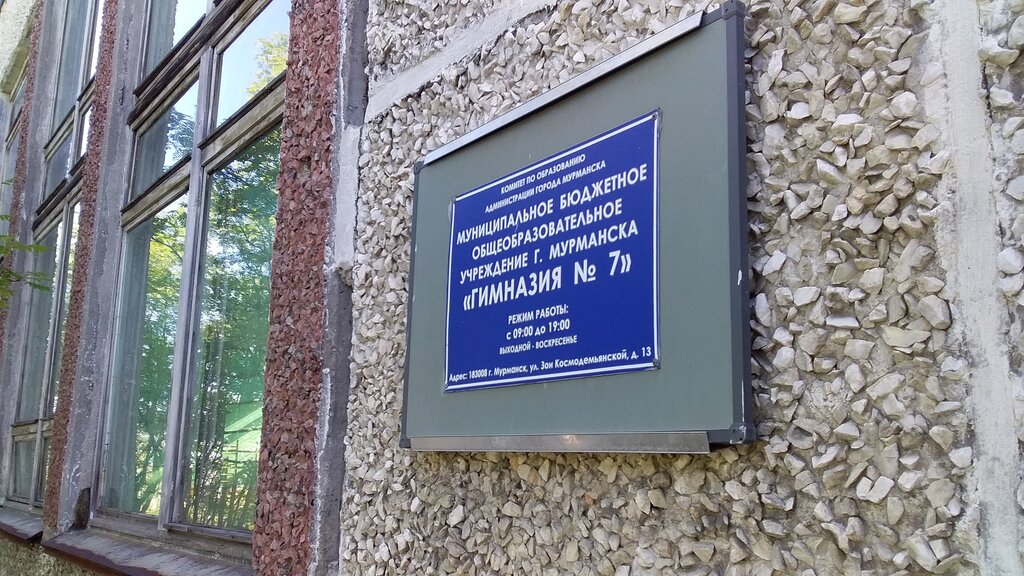 КОМИТЕТ ПО ОБРАЗОВАНИЮ
АДМИНИСТРАЦИИ ГОРОДА МУРМАНСКА
МУНИЦИПАЛЬНОЕ БЮДЖЕТНОЕ
ОБЩЕОБРАЗОВАТЕЛЬНОЕ
УЧРЕЖДЕНИЕ Г. МУРМАНСКА
«ГИМНАЗИЯ № 7»
РЕЖИМ РАБОТЫ:
с 09:00 до 19:00
ВЫХОДНОЙ - ВОСКРЕСЕНЬЕ
Адрес: 183008 г. Мурманск, ул. Зои Космодемьянской, д. 13